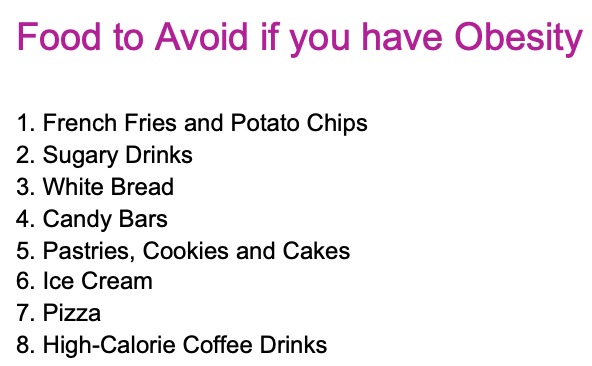 Food to Avoid if you have Obesity
1. French Fries and Potato Chips
2. Sugary Drinks
3. White Bread
4. Candy Bars
5. Pastries, Cookies and Cakes
6. Ice Cream
7. Pizza
8. High-Calorie Coffee Drinks